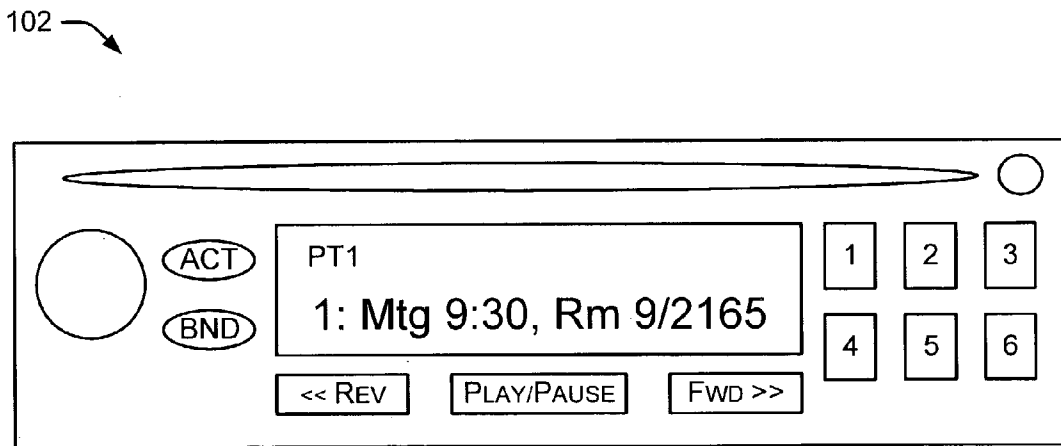 102
ACT
BND
PT1
1: Mtg 9:30, Rm 9/2165
<< REV
PLAY/PAUSE
FWD >>
1 2 3
4 5 6